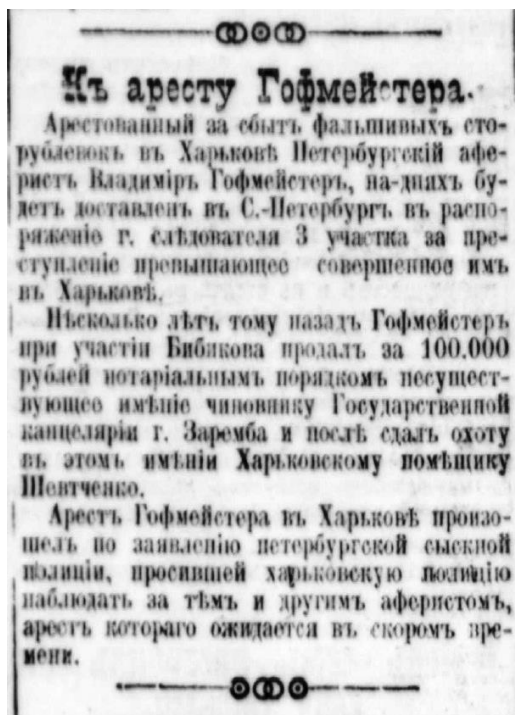 Къ аресту Гофмейстера.
Арестованный за сбытъ фальшивыхъ сто-
рублевокъ въ Харьковѣ Петербургскій афе-
ристъ Владиміръ Гофмейстеръ, на-дняхъ бу-
детъ доставленъ въ С.-Петербургъ въ распо-
ряженіе г. слѣдователя 3 участка за пре-
ступленіе превышающее совершенное имъ
въ Харьковѣ.
Нѣсколько лѣтъ тому назадъ Гофмейстеръ
при участіи Бибикова продалъ за 100.000
рублей нотаріальнымъ порядкомъ несущест-
вующее имѣніе чиновнику Государственной
канцеляріи г. Заремба и послѣ сдалъ охоту
въ этомъ имѣніи Харьковскому помѣщику
Шевтченко.
Арестъ Гофмейстера въ Харьковѣ произо-
шелъ по заявленію петербургской сыскной
полиціи, просившей харьковскую полицію
наблюдать за тѣмъ и другимъ аферистомъ,
арестъ котораго ожидается въ скоромъ вре-
мени.